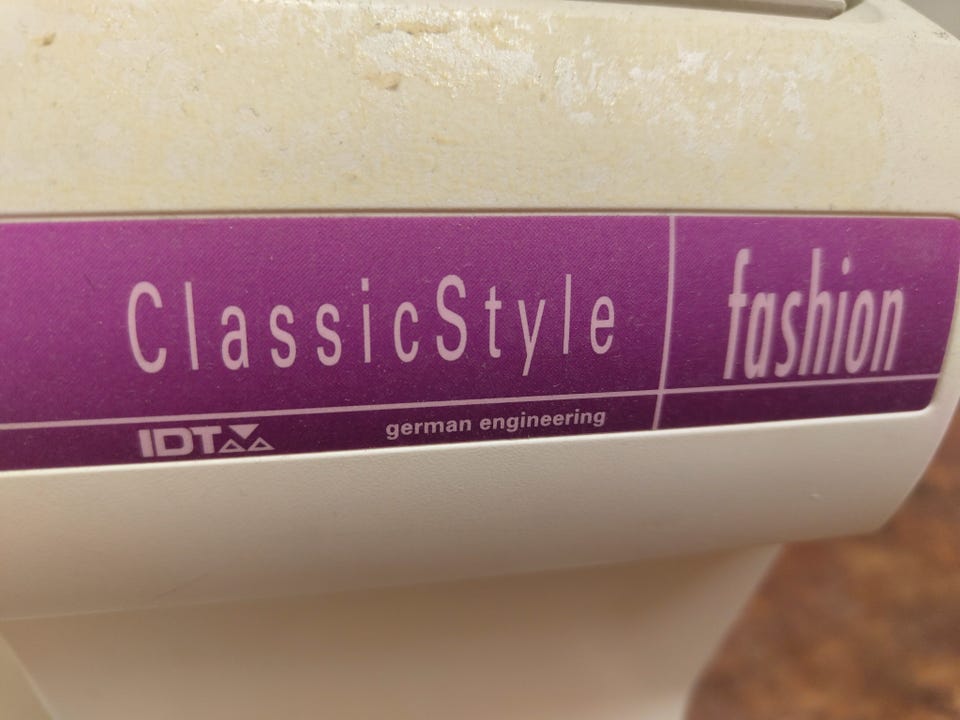 ClassicStyle
fashion
IDT
german engineering